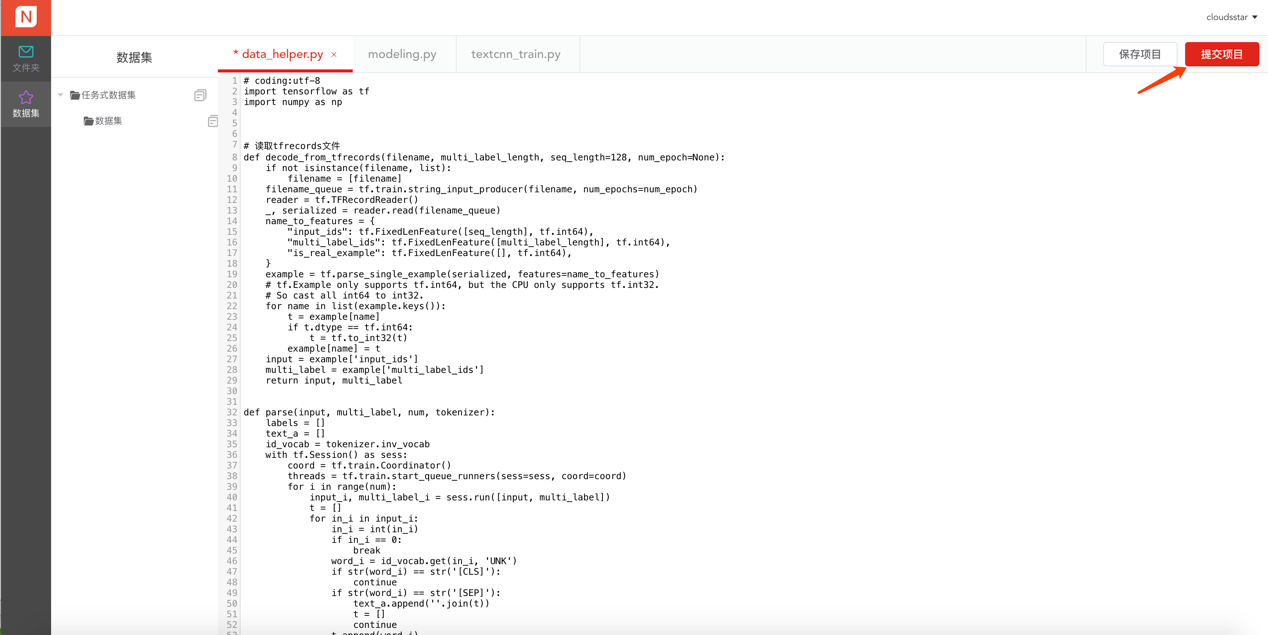 N
cloudsstar
文件夹
数据集
数据集
任务式数据集
数据集
* data_helper.py ×
modeling.py
textcnn_train.py
保存项目
提交项目
1 # coding:utf-8
2 import tensorflow as tf
3 import numpy as np
4
5
6
7 # 读取tfrecords文件
8 def decode_from_tfrecords(filename, multi_label_length, seq_length=128, num_epoch=None):
9     if not isinstance(filename, list):
10         filename = [filename]
11     filename_queue = tf.train.string_input_producer(filename, num_epochs=num_epoch)
12     reader = tf.TFRecordReader()
13     _, serialized = reader.read(filename_queue)
14     name_to_features = {
15         "input_ids": tf.FixedLenFeature([seq_length], tf.int64),
16         "multi_label_ids": tf.FixedLenFeature([multi_label_length], tf.int64),
17         "is_real_example": tf.FixedLenFeature([], tf.int64),
18     }
19     example = tf.parse_single_example(serialized, features=name_to_features)
20     # tf.Example only supports tf.int64, but the CPU only supports tf.int32.
21     # So cast all int64 to int32.
22     for name in list(example.keys()):
23         t = example[name]
24         if t.dtype == tf.int64:
25             t = tf.to_int32(t)
26         example[name] = t
27     input = example['input_ids']
28     multi_label = example['multi_label_ids']
29     return input, multi_label
30
31
32 def parse(input, multi_label, num, tokenizer):
33     labels = []
34     text_a = []
35     id_vocab = tokenizer.inv_vocab
36     with tf.Session() as sess:
37         coord = tf.train.Coordinator()
38         threads = tf.train.start_queue_runners(sess=sess, coord=coord)
39         for i in range(num):
40             input_i, multi_label_i = sess.run([input, multi_label])
41             t = []
42             for in_i in input_i:
43                 in_i = int(in_i)
44                 if in_i == 0:
45                     break
46                 word_i = id_vocab.get(in_i, 'UNK')
47                 if str(word_i) == str('[CLS]'):
48                     continue
49                 if str(word_i) == str('[SEP]'):
50                     text_a.append(''.join(t))
51                     t = []
52                     continue
53                 t.append(word_i)